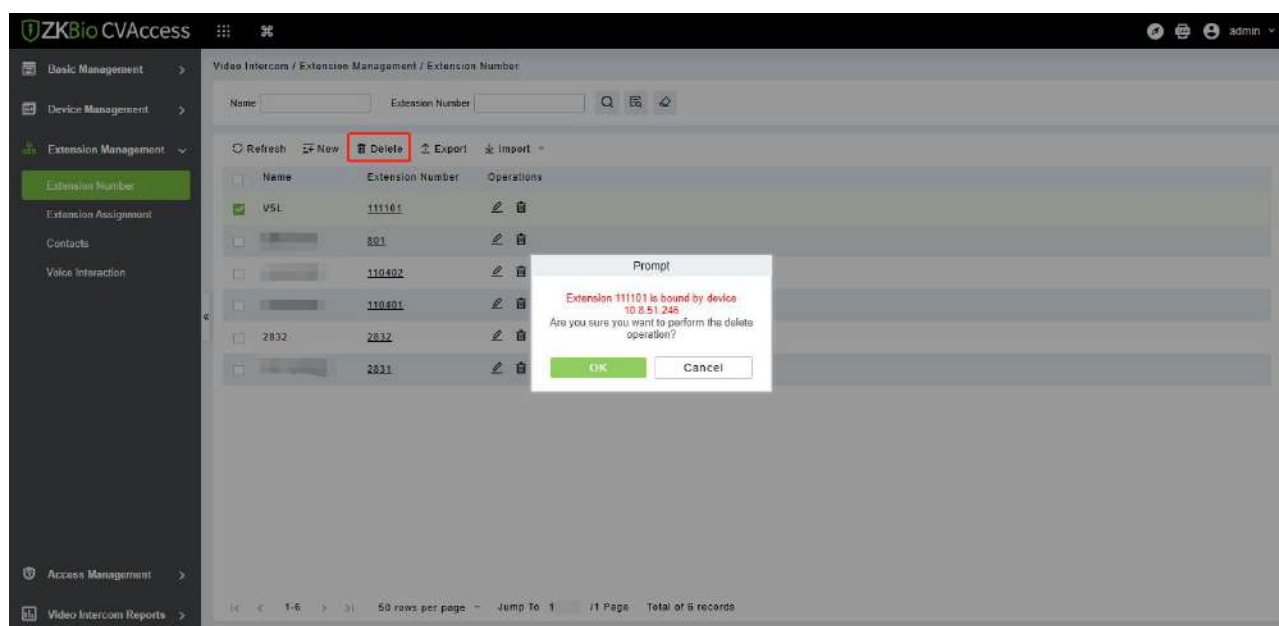 ZKBio CVAccess
admin
Basic Management
Device Management
Extension Management
Extension Number
Extension Assignment
Contacts
Voice Interaction
Access Management
Video Intercom Reports
Video Intercom / Extension Management / Extension Number
Name Extension Number
Refresh New Delete Export Import
Name Extension Number Operations
VSL 111101
801
110402
110401
2832 2832
2831
Prompt
Extension 111101 is bound by device
10.8.51.246
Are you sure you want to perform the delete
operation?
OK Cancel
1-6 50 rows per page Jump To 1 /1 Page Total of 6 records